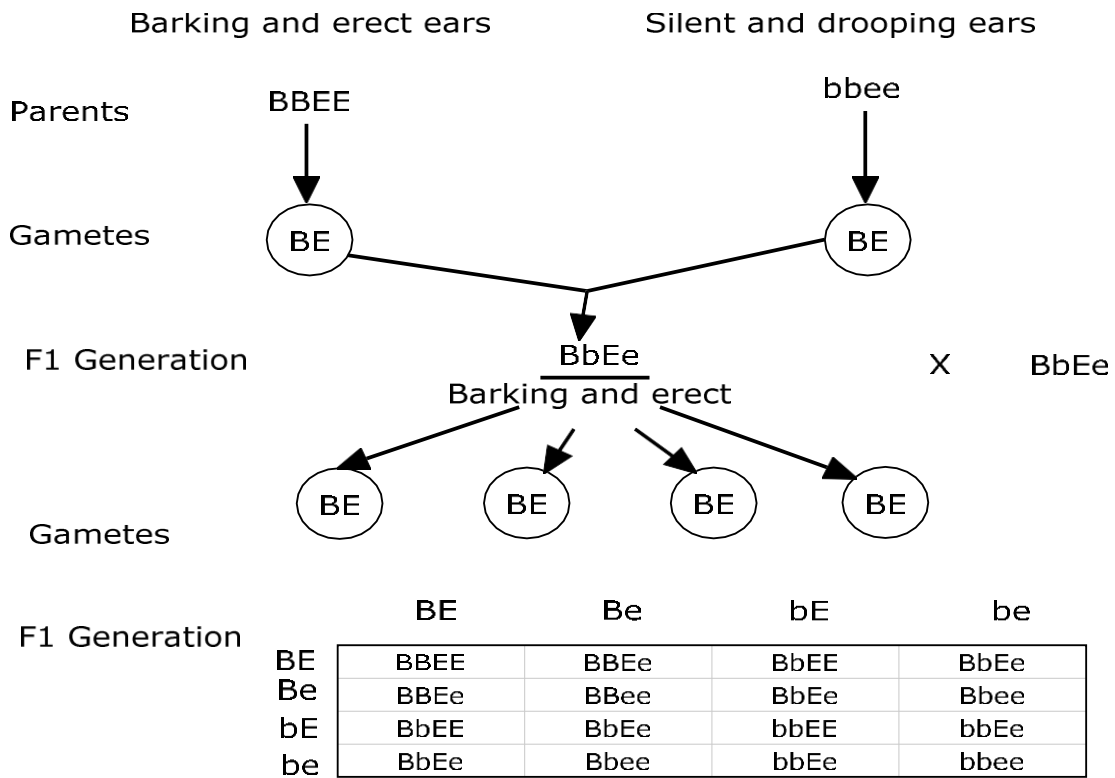 Barking and erect ears Silent and drooping ears
Parents BBEE bbee
Gametes BE BE
F1 Generation BbEe X BbEe
Barking and erect
BE BE BE BE
Gametes
BE Be bE be
F1 Generation
BE BBEE BBEe BbEE BbEe
Be BBEe BBee BbEe Bbee
bE BbEE BbEe bbEE bbEe
be BbEe Bbee bbEe bbee